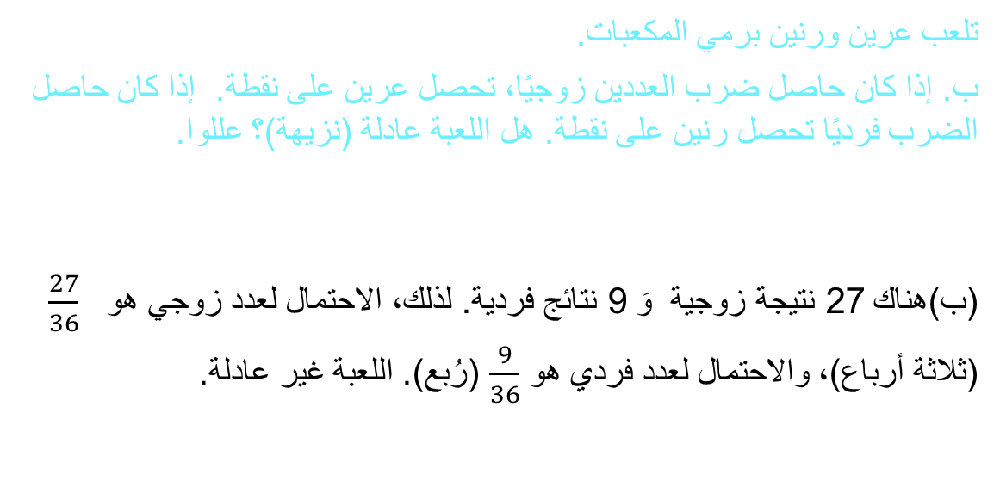 تلعب عرين ورنين برمي المكعبات.
ب. إذا كان حاصل ضرب العددين زوجيًا، تحصل عرين على نقطة. إذا كان حاصل
الضرب فرديًا تحصل رنين على نقطة. هل اللعبة عادلة (نزيهة)؟ عللوا.
(ب)هناك 27 نتيجة زوجية وَ 9 نتائج فردية. لذلك، الاحتمال لعدد زوجي هو 27/36
(ثلاثة أرباع)، والاحتمال لعدد فردي هو 9/36 (رُبع). اللعبة غير عادلة.